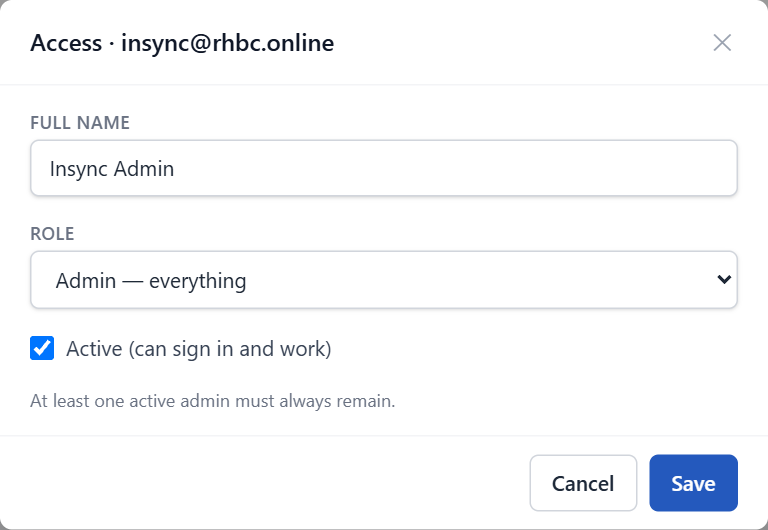 Access · insync@rhbc.online
FULL NAME
Insync Admin
ROLE
Admin — everything
Active (can sign in and work)
At least one active admin must always remain.
Cancel
Save